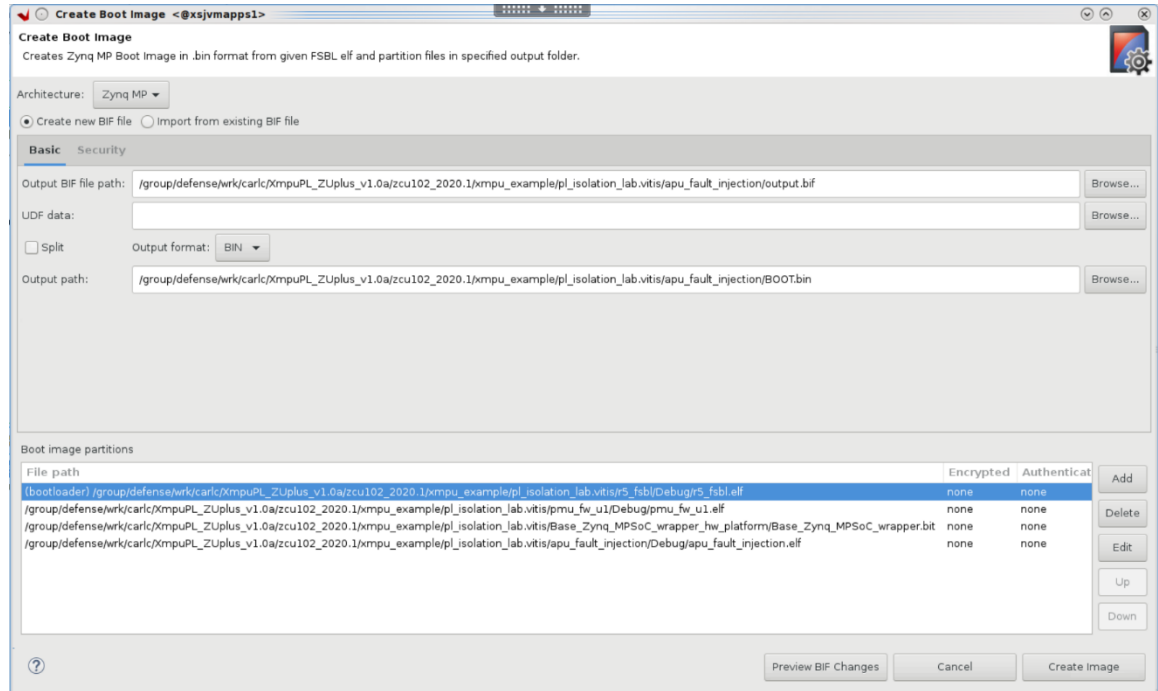 Create Boot Image <@xsjvmapps1>
Create Boot Image
Creates Zynq MP Boot Image in .bin format from given FSBL elf and partition files in specified output folder.
Architecture: Zynq MP
Create new BIF file Import from existing BIF file
Basic Security
Output BIF file path: /group/defense/wrk/carlc/XmpuPL_ZUplus_v1.0a/zcu102_2020.1/xmpu_example/pl_isolation_lab.vitis/apu_fault_injection/output.bif Browse...
UDF data: Browse...
Split Output format: BIN
Output path: /group/defense/wrk/carlc/XmpuPL_ZUplus_v1.0a/zcu102_2020.1/xmpu_example/pl_isolation_lab.vitis/apu_fault_injection/BOOT.bin Browse...
Boot image partitions
File path Encrypted Authenticat
(bootloader) /group/defense/wrk/carlc/XmpuPL_ZUplus_v1.0a/zcu102_2020.1/xmpu_example/pl_isolation_lab.vitis/r5_fsbl/Debug/r5_fsbl.elf none none
/group/defense/wrk/carlc/XmpuPL_ZUplus_v1.0a/zcu102_2020.1/xmpu_example/pl_isolation_lab.vitis/pmu_fw_u1/Debug/pmu_fw_u1.elf none none
/group/defense/wrk/carlc/XmpuPL_ZUplus_v1.0a/zcu102_2020.1/xmpu_example/pl_isolation_lab.vitis/Base_Zynq_MPSoC_wrapper_hw_platform/Base_Zynq_MPSoC_wrapper.bit none none
/group/defense/wrk/carlc/XmpuPL_ZUplus_v1.0a/zcu102_2020.1/xmpu_example/pl_isolation_lab.vitis/apu_fault_injection/Debug/apu_fault_injection.elf none none
Add
Delete
Edit
Up
Down
? Preview BIF Changes Cancel Create Image